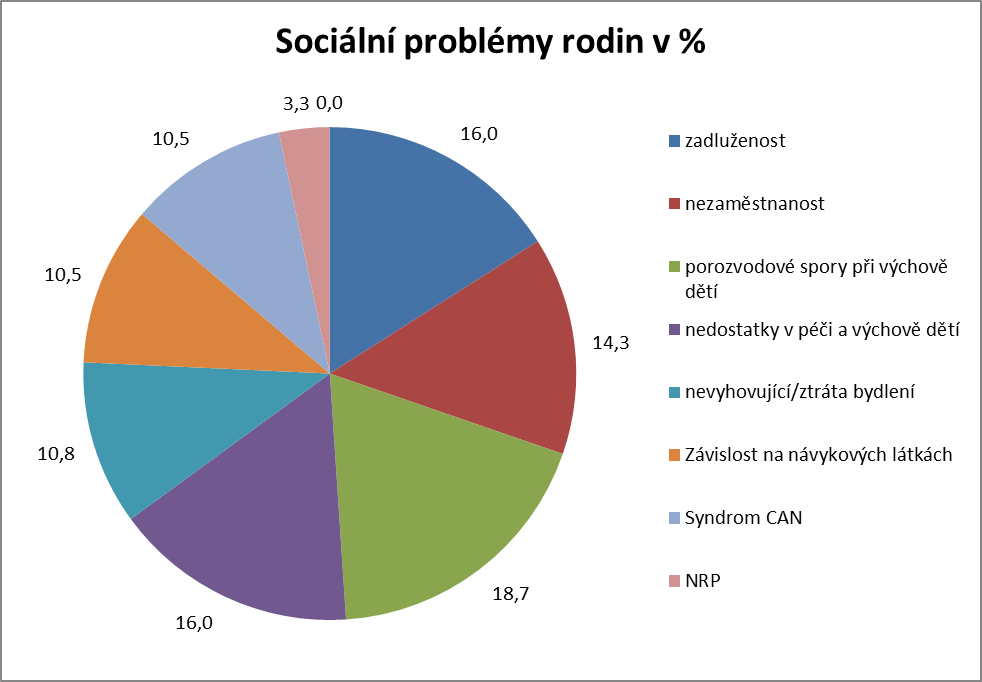 Sociální problémy rodin v %
3,3 0,0
16,0
10,5
14,3
10,5
10,8
18,7
16,0
zadluženost
nezaměstnanost
porozvodové spory při výchově
dětí
nedostatky v péči a výchově dětí
nevyhovující/ztráta bydlení
Závislost na návykových látkách
Syndrom CAN
NRP